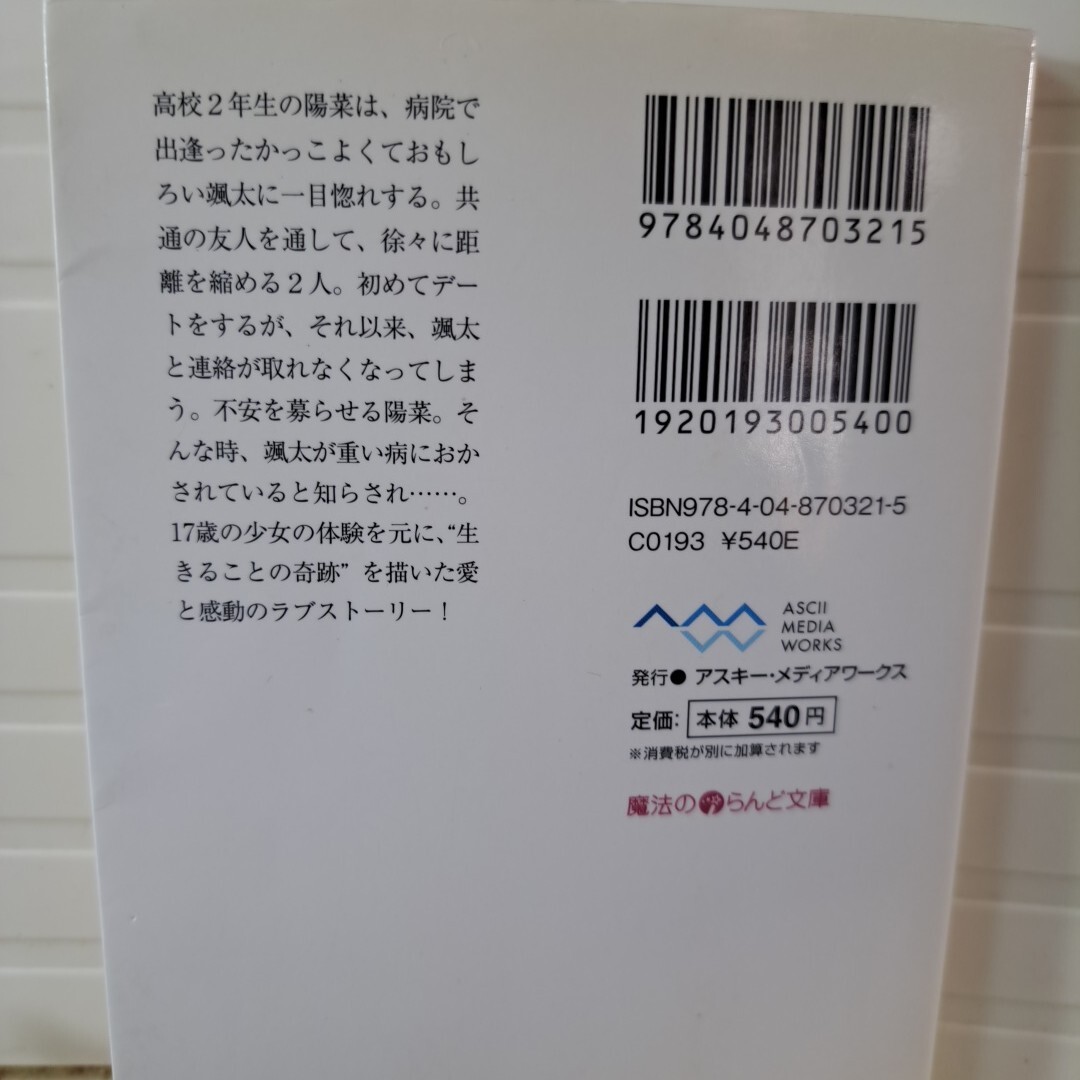 高校２年生の陽菜は、病院で
出逢ったかっこよくておもし
ろい颯太に一目惚れする。共
通の友人を通して、徐々に距
離を縮める２人。初めてデー
トをするが、それ以来、颯太
と連絡が取れなくなってしま
う。不安を募らせる陽菜。そ
んな時、颯太が重い病におか
されていると知らされ……。
17歳の少女の体験を元に、“生
きることの奇跡”を描いた愛
と感動のラブストーリー！
9784048703215
1920193005400
ISBN978-4-04-870321-5
C0193 ¥540E
ASCII
MEDIA
WORKS
発行●アスキー・メディアワークス
定価：本体540円
※消費税が別に加算されます
魔法のらんど文庫